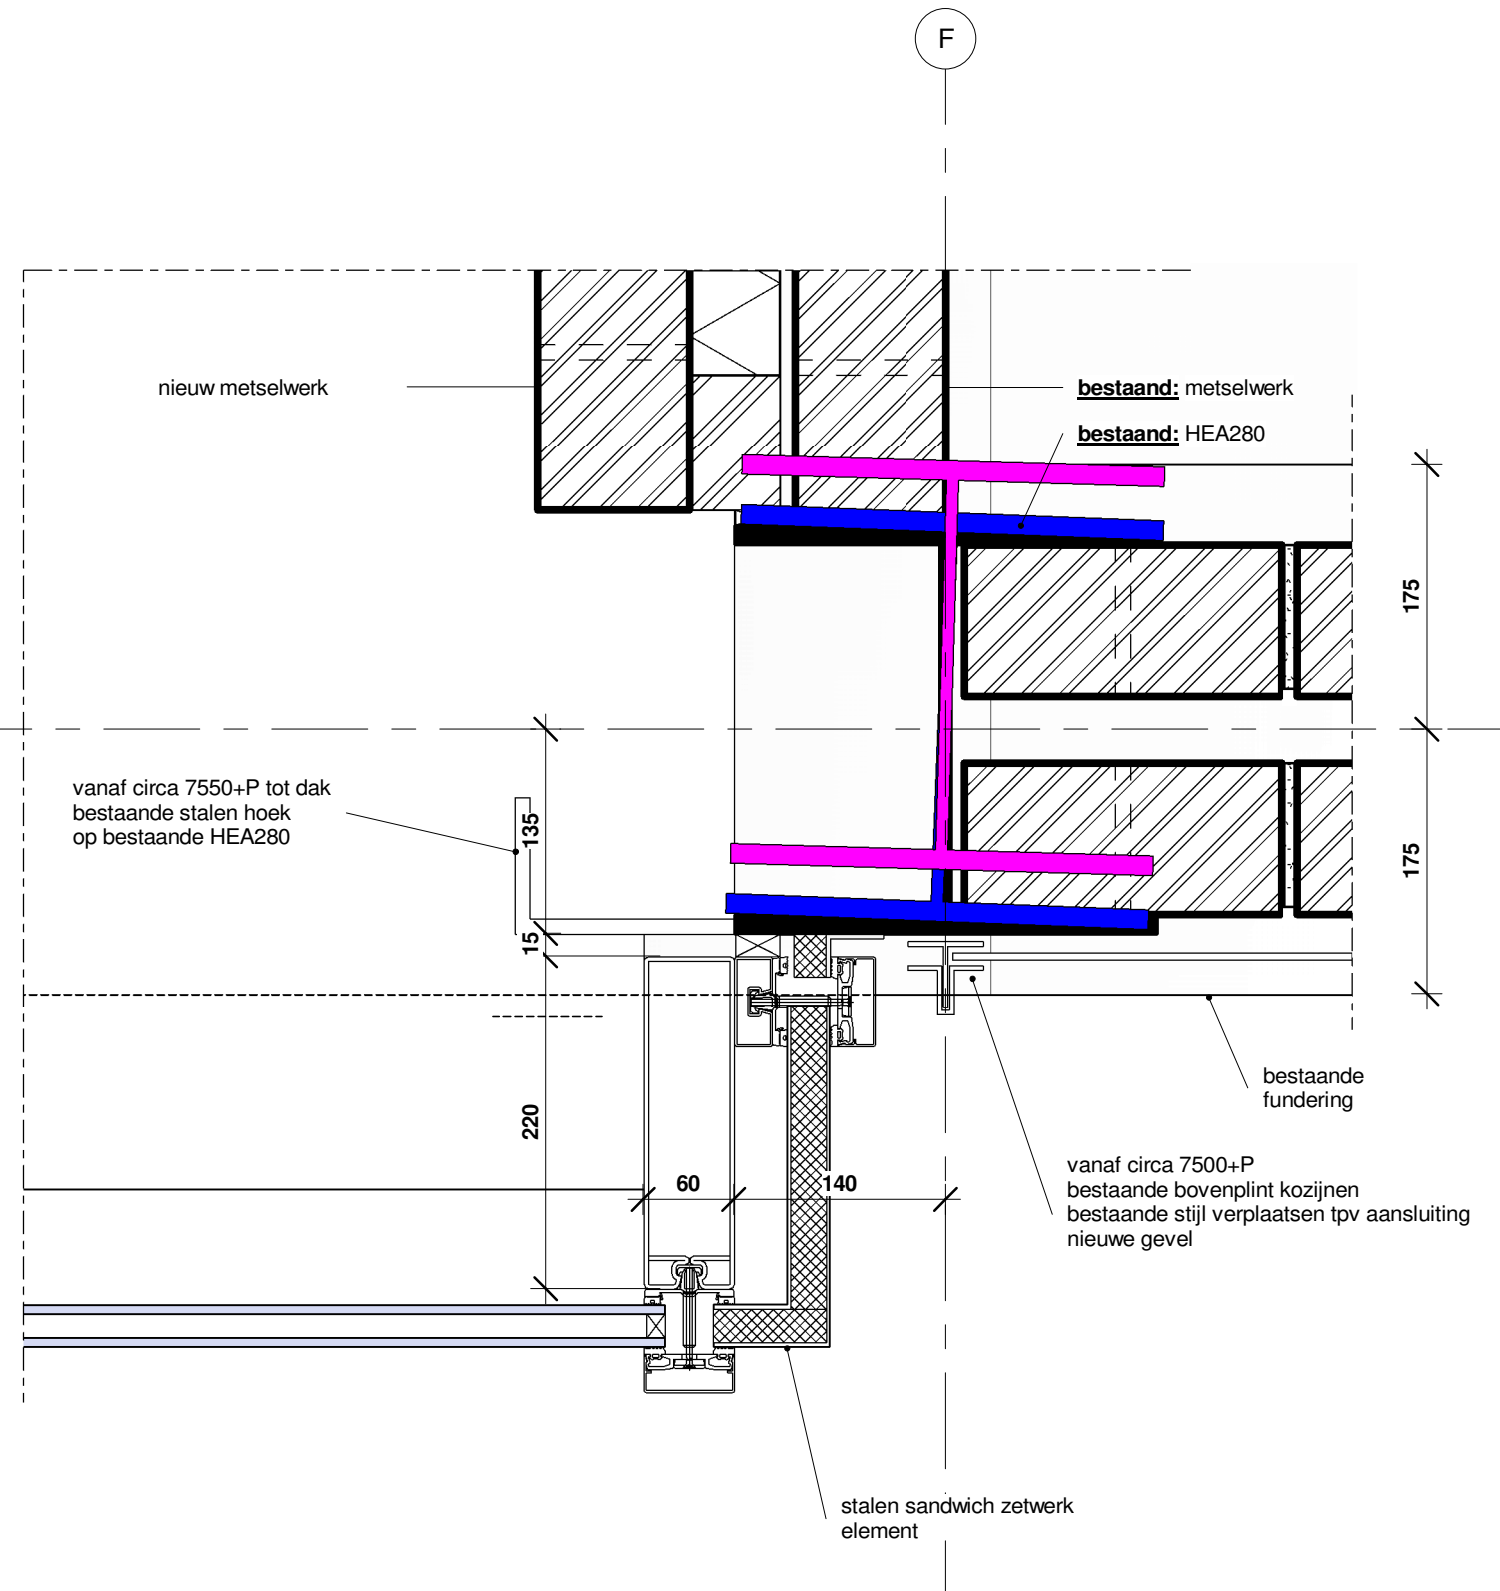 F
nieuw metselwerk
bestaand: metselwerk
bestaand: HEA280
175
vanaf circa 7550+P tot dak
bestaande stalen hoek
op bestaande HEA280
135
175
15
bestaande
fundering
220
vanaf circa 7500+P
bestaande bovenplint kozijnen
bestaande stijl verplaatsen tpv aansluiting
nieuwe gevel
60
140
stalen sandwich zetwerk
element